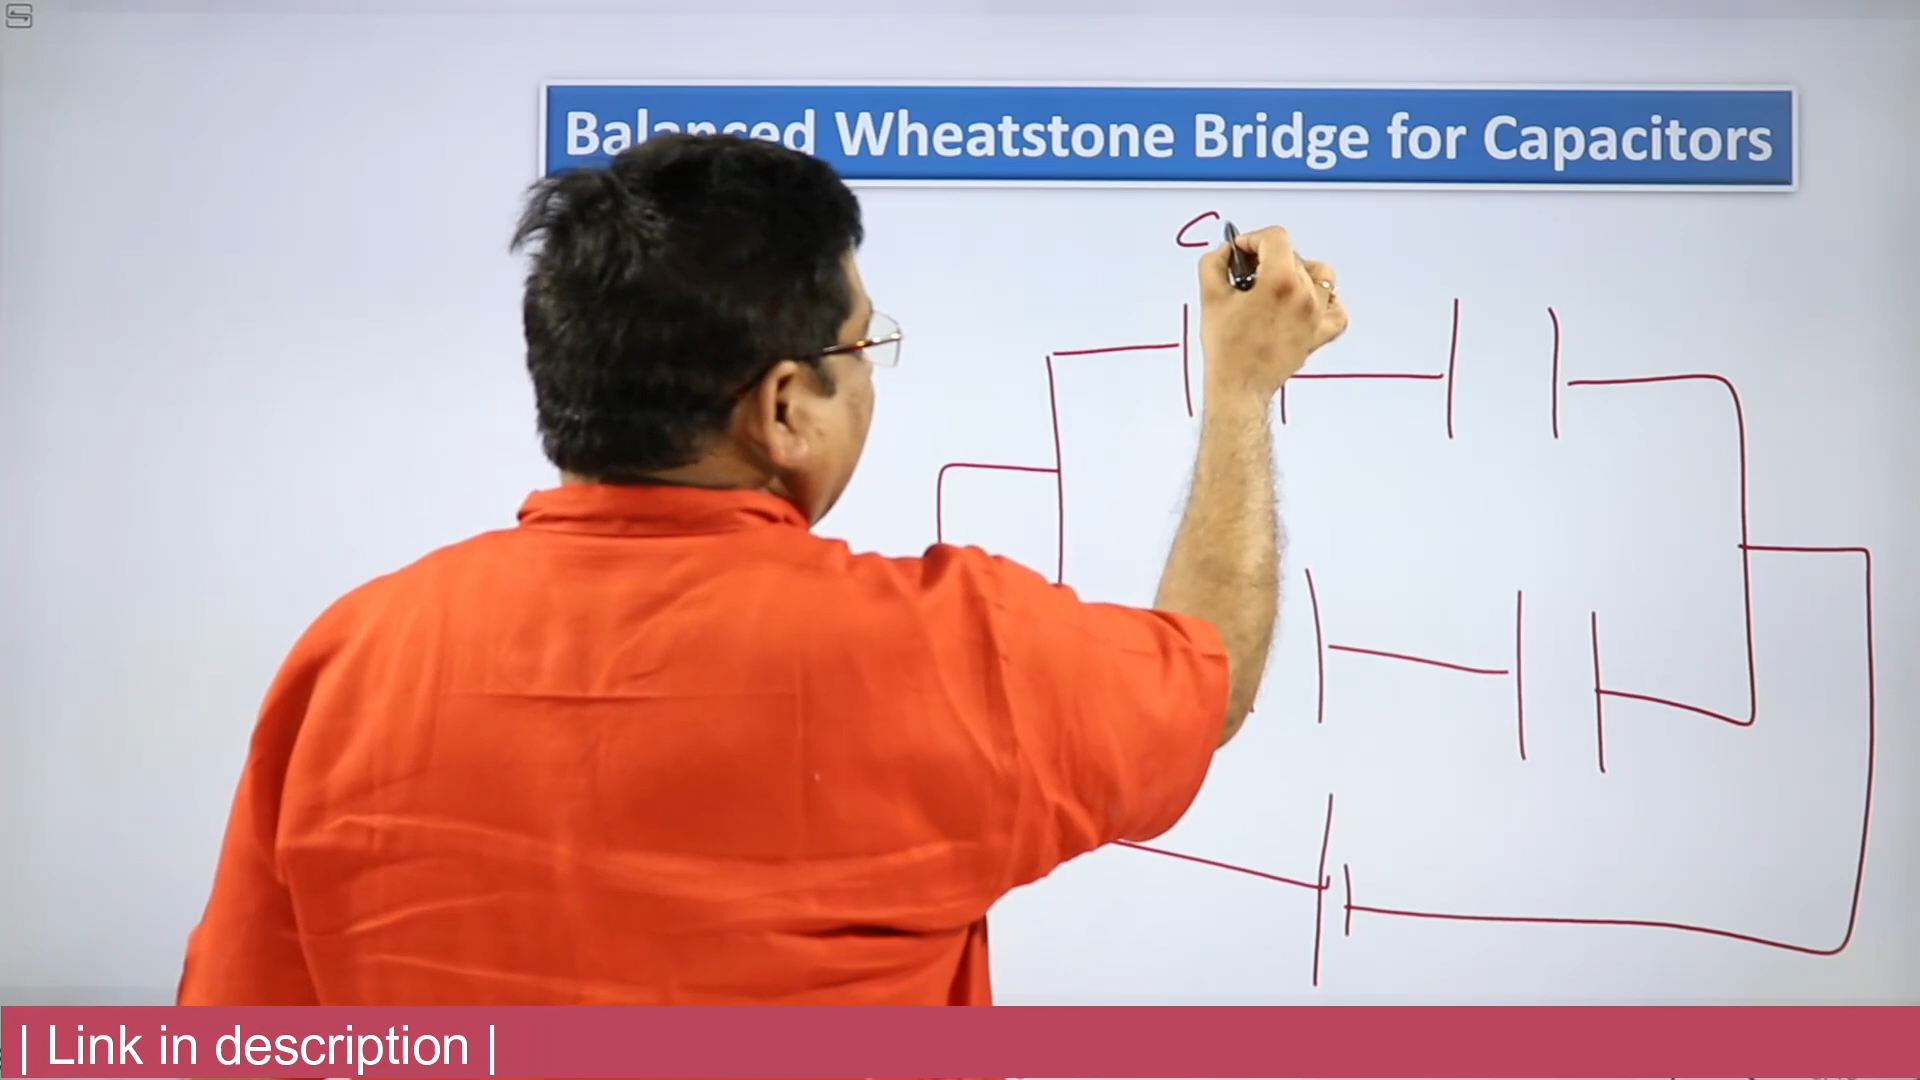 Balanced Wheatstone Bridge for Capacitors
C
| Link in description |